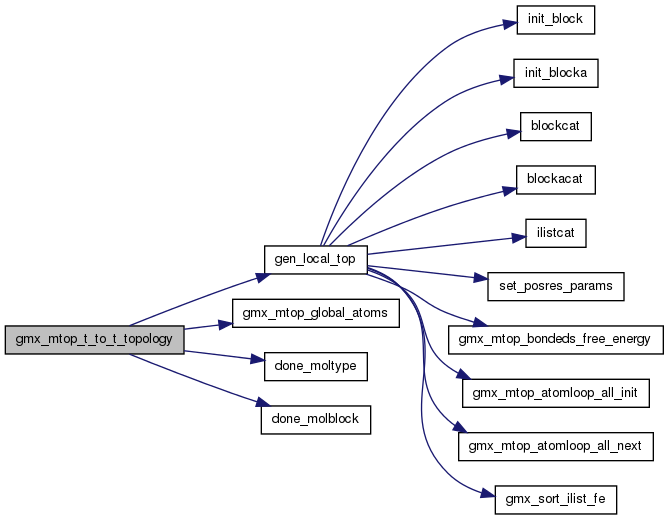 init_block
init_blocka
blockcat
blockacat
ilistcat
gen_local_top
set_posres_params
gmx_mtop_global_atoms
gmx_mtop_t_to_t_topology
gmx_mtop_bondeds_free_energy
done_moltype
gmx_mtop_atomloop_all_init
done_molblock
gmx_mtop_atomloop_all_next
gmx_sort_ilist_fe